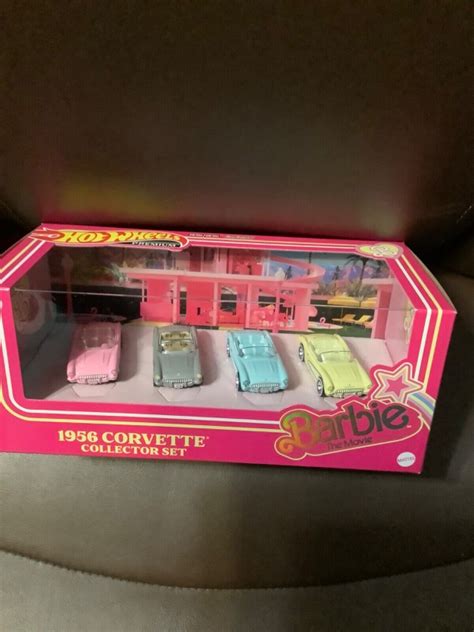 HOT WHEELS
PREMIUM
1956 CORVETTE
COLLECTOR SET
Barbie
The Movie
MATTEL